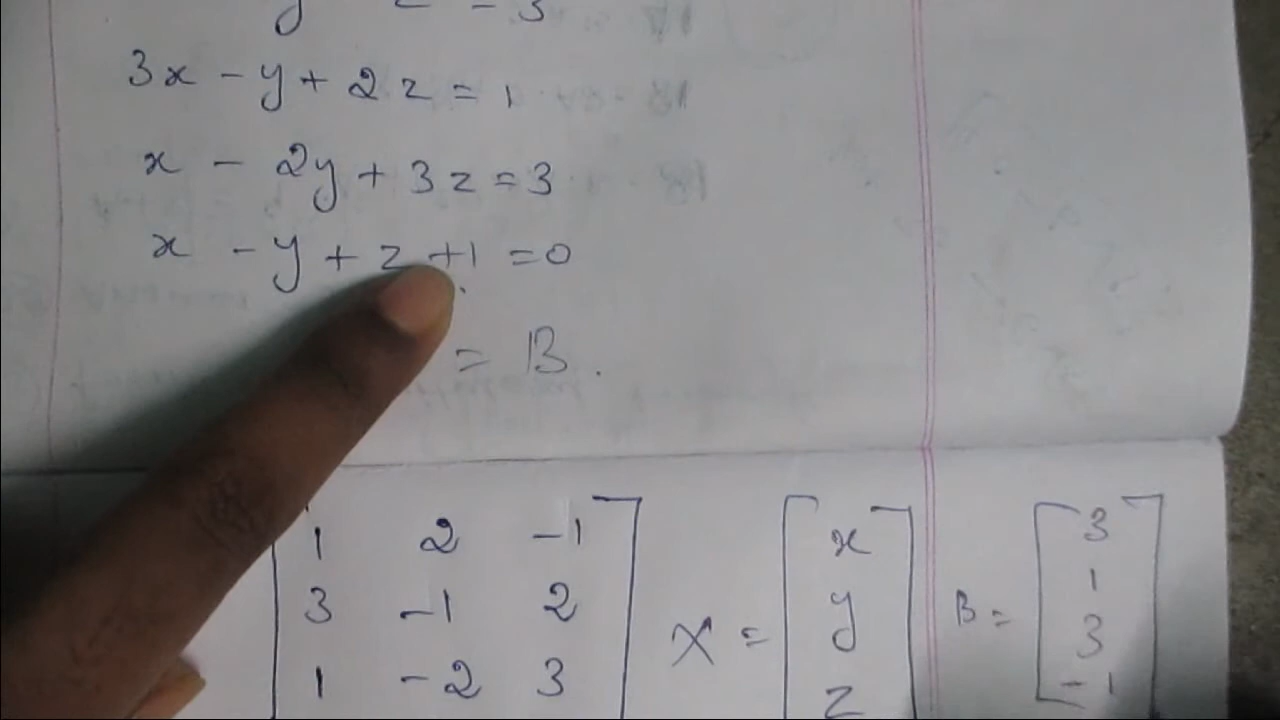 y z = 3
3x - y + 2z = 1
x - 2y + 3z = 3
x - y + z + 1 = 0
= B.
1 2 -1
3 -1 2
1 -2 3
X = x
y
z
B = 3
1
3
-1